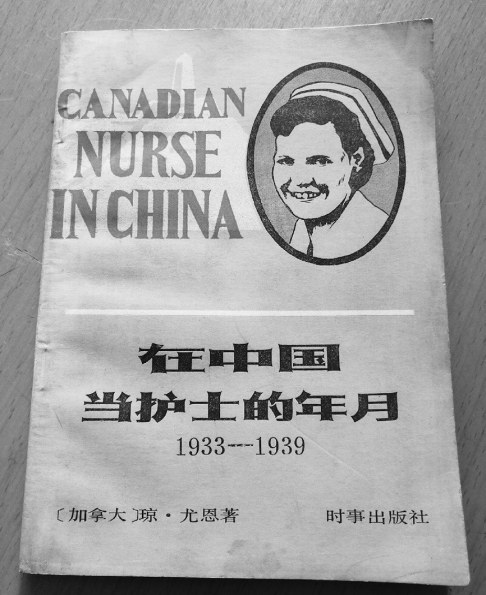 CANADIAN
NURSE
IN CHINA
在中国
当护士的年月
1933---1939
〔加拿大〕琼·尤恩著 时事出版社